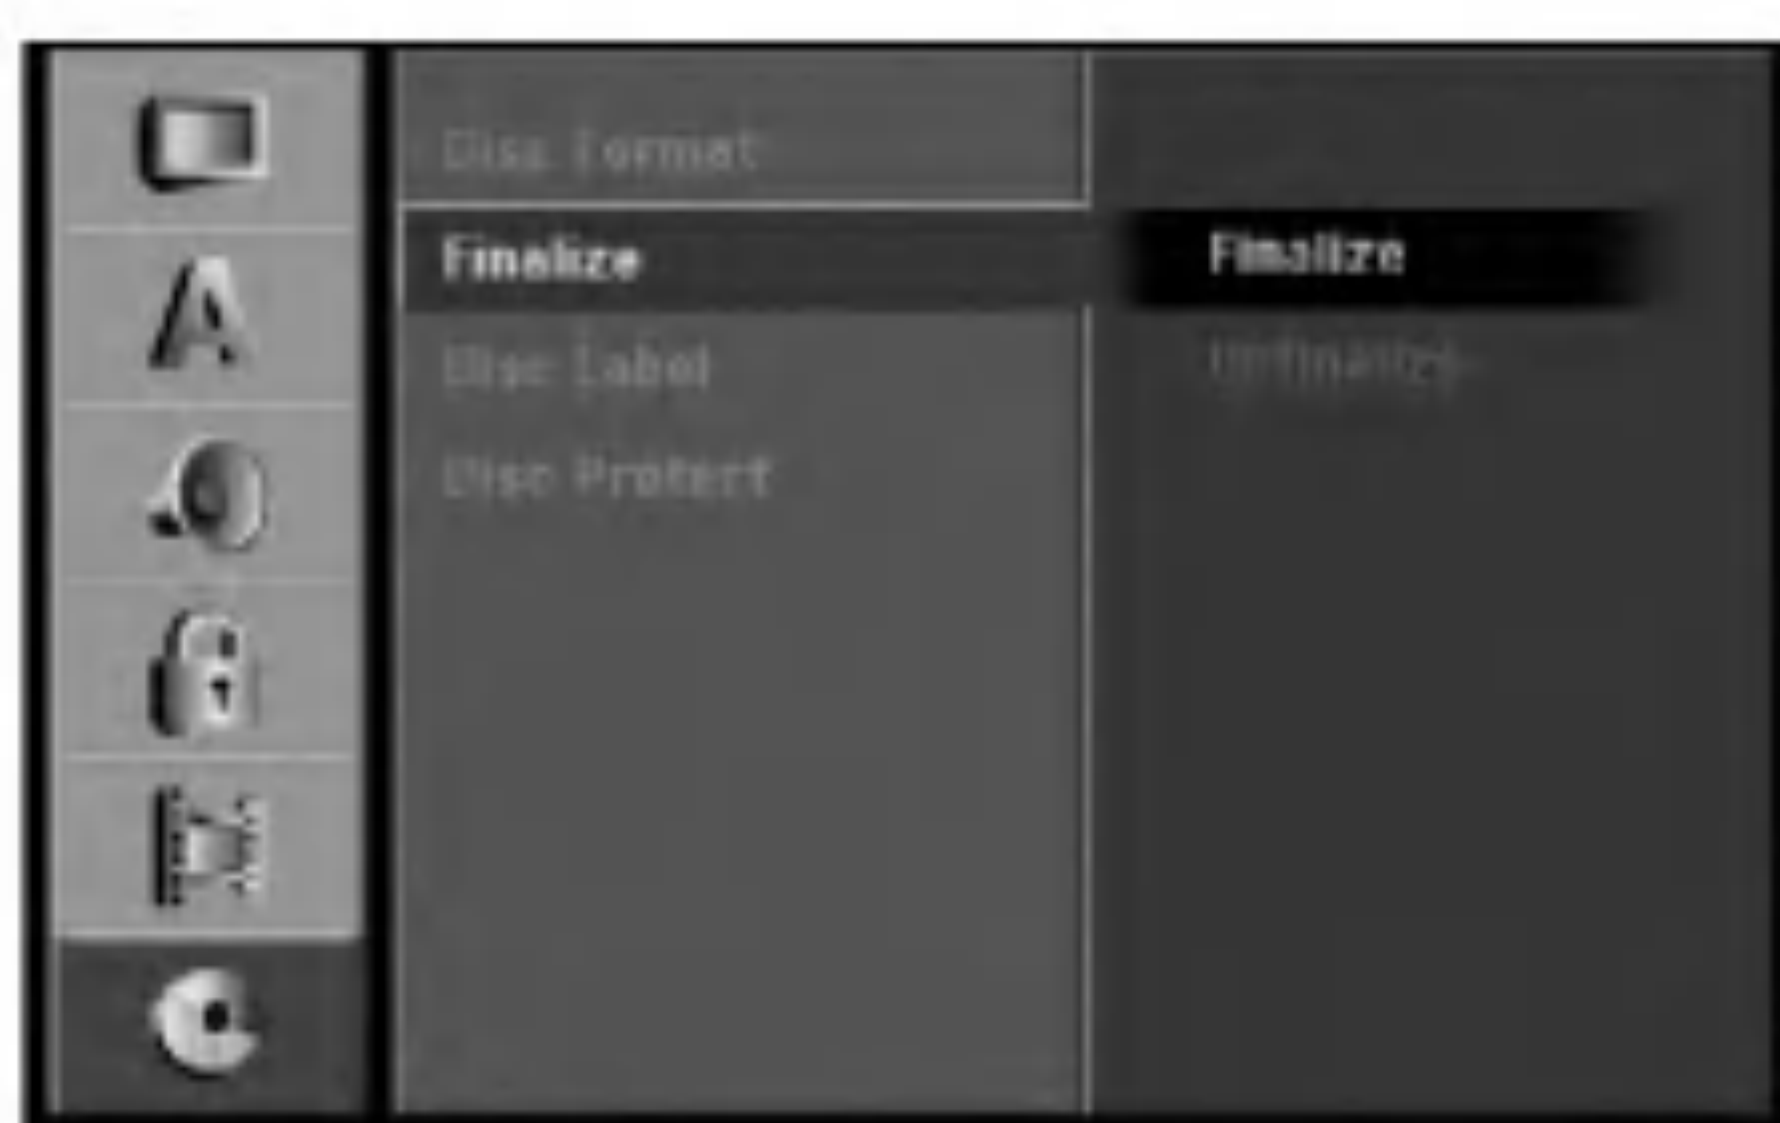 Disc Format
Finalize
Finalize
Disc Label
Unfinalize
Disc Protect